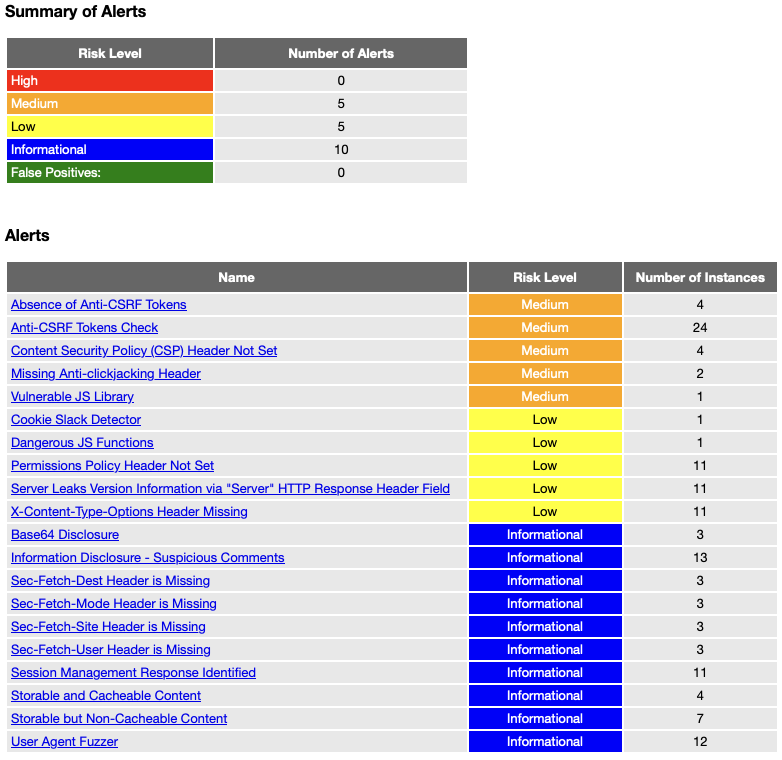 Summary of Alerts
Risk Level Number of Alerts
High 0
Medium 5
Low 5
Informational 10
False Positives: 0
Alerts
Name Risk Level Number of Instances
Absence of Anti-CSRF Tokens Medium 4
Anti-CSRF Tokens Check Medium 24
Content Security Policy (CSP) Header Not Set Medium 4
Missing Anti-clickjacking Header Medium 2
Vulnerable JS Library Medium 1
Cookie Slack Detector Low 1
Dangerous JS Functions Low 1
Permissions Policy Header Not Set Low 11
Server Leaks Version Information via "Server" HTTP Response Header Field Low 11
X-Content-Type-Options Header Missing Low 11
Base64 Disclosure Informational 3
Information Disclosure - Suspicious Comments Informational 13
Sec-Fetch-Dest Header is Missing Informational 3
Sec-Fetch-Mode Header is Missing Informational 3
Sec-Fetch-Site Header is Missing Informational 3
Sec-Fetch-User Header is Missing Informational 3
Session Management Response Identified Informational 11
Storable and Cacheable Content Informational 4
Storable but Non-Cacheable Content Informational 7
User Agent Fuzzer Informational 12